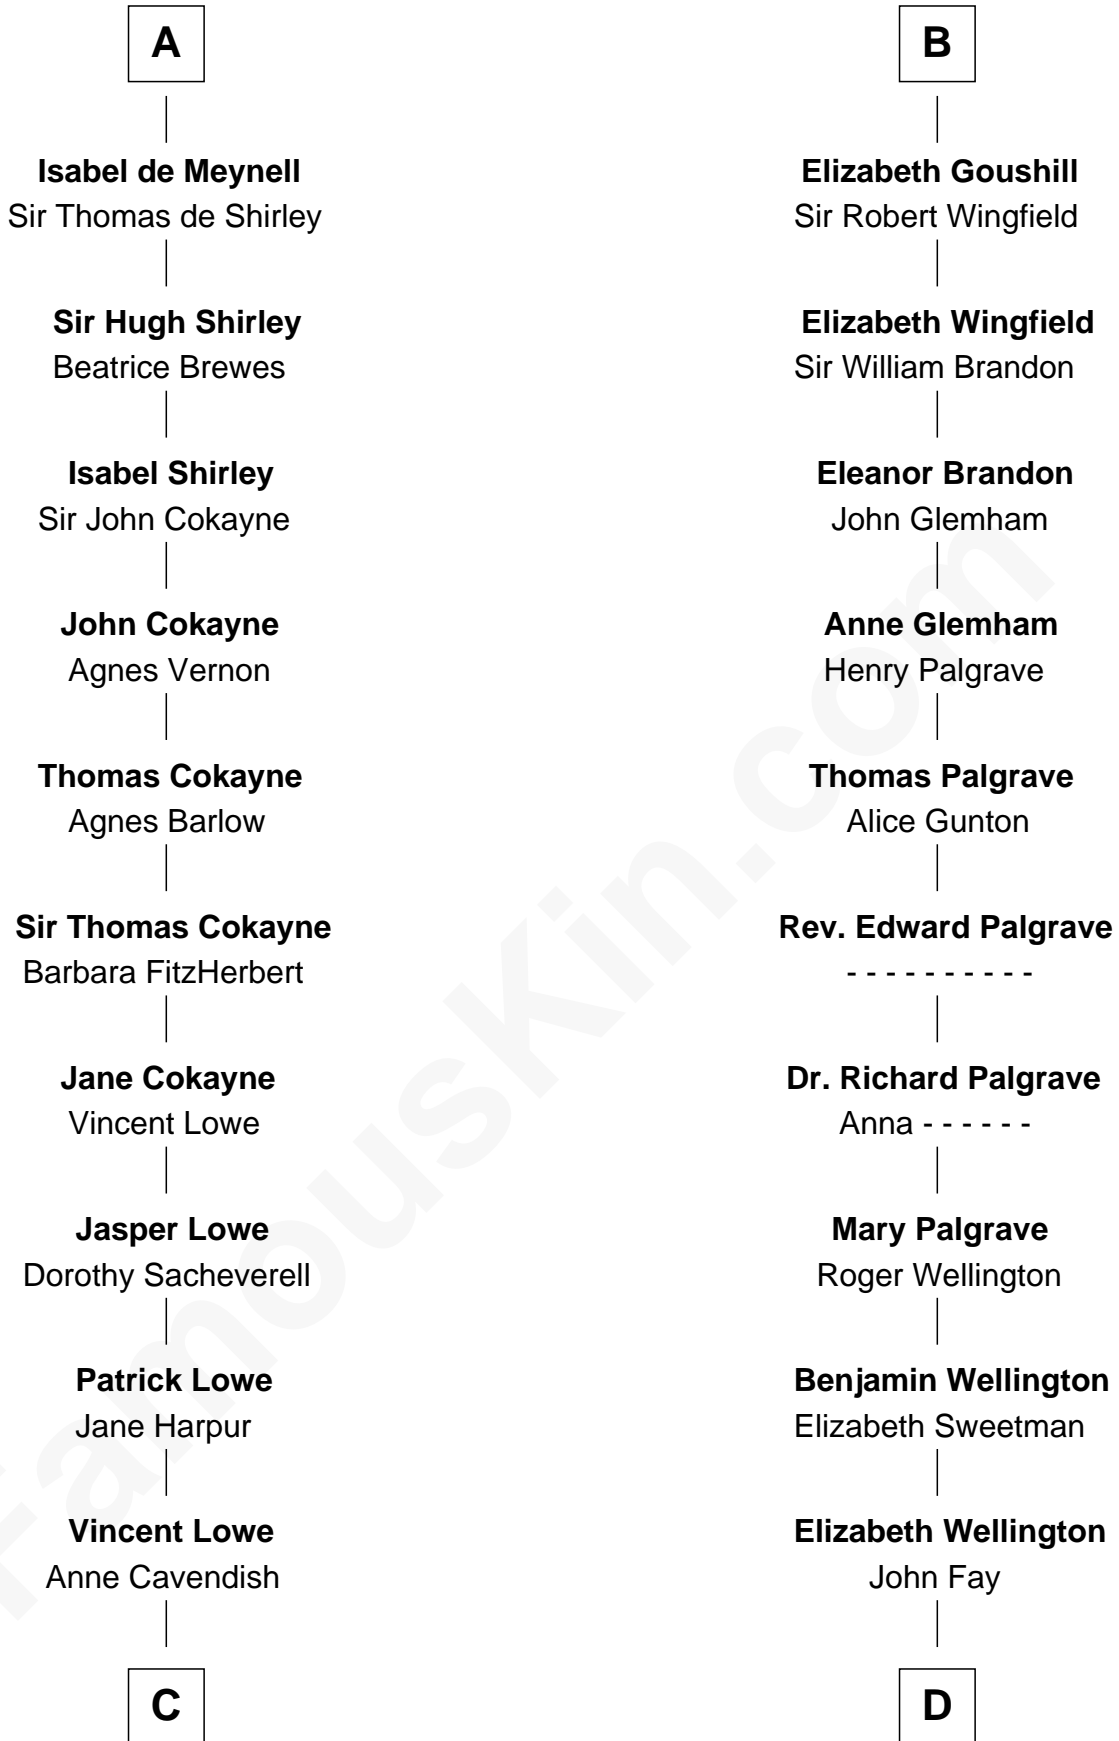 A
Isabel de Meynell
Sir Thomas de Shirley
Sir Hugh Shirley
Beatrice Brewes
Isabel Shirley
Sir John Cokayne
John Cokayne
Agnes Vernon
Thomas Cokayne
Agnes Barlow
Sir Thomas Cokayne
Barbara FitzHerbert
Jane Cokayne
Vincent Lowe
Jasper Lowe
Dorothy Sacheverell
Patrick Lowe
Jane Harpur
Vincent Lowe
Anne Cavendish
C
B
Elizabeth Goushill
Sir Robert Wingfield
Elizabeth Wingfield
Sir William Brandon
Eleanor Brandon
John Glemham
Anne Glemham
Henry Palgrave
Thomas Palgrave
Alice Gunton
Rev. Edward Palgrave
- - - - - - - - - -
Dr. Richard Palgrave
Anna - - - - - -
Mary Palgrave
Roger Wellington
Benjamin Wellington
Elizabeth Sweetman
Elizabeth Wellington
John Fay
D
FamousKin.com